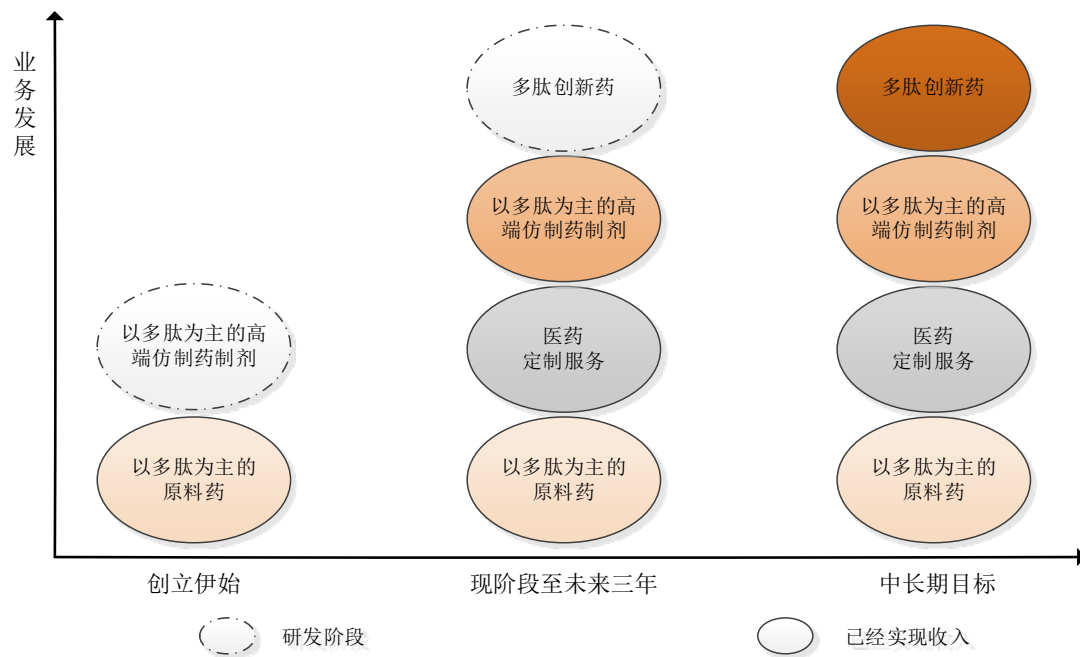 业务发展
多肽创新药
多肽创新药
以多肽为主的高
端仿制药制剂
以多肽为主的高
端仿制药制剂
以多肽为主的高
端仿制药制剂
医药
定制服务
医药
定制服务
以多肽为主的
原料药
以多肽为主的
原料药
以多肽为主的
原料药
创立伊始
现阶段至未来三年
中长期目标
研发阶段
已经实现收入